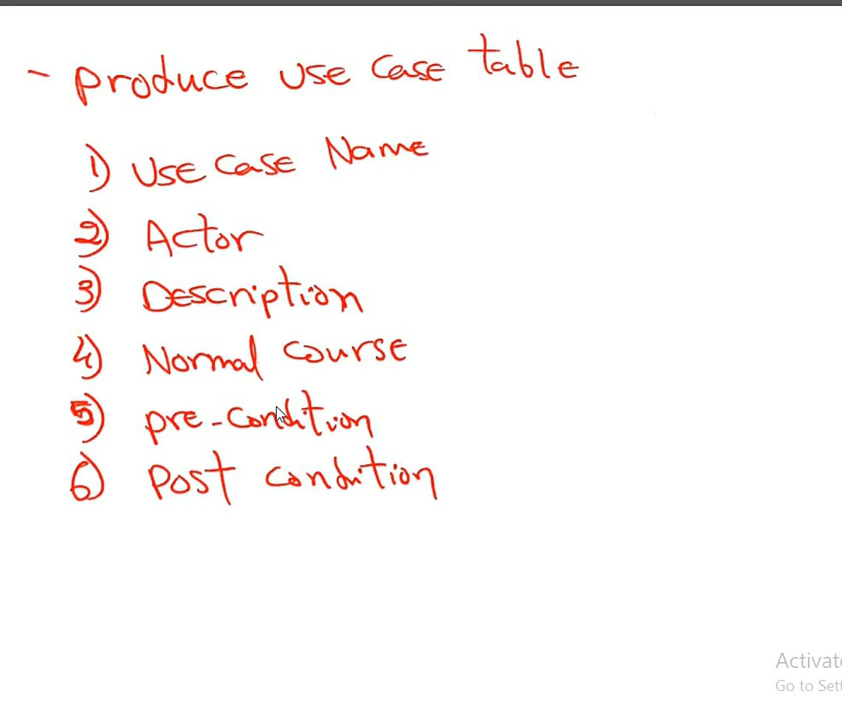 - produce use case table
1) Use Case Name
2) Actor
3) Description
4) Normal course
5) pre-condition
6) Post condition
Activat
Go to Sett